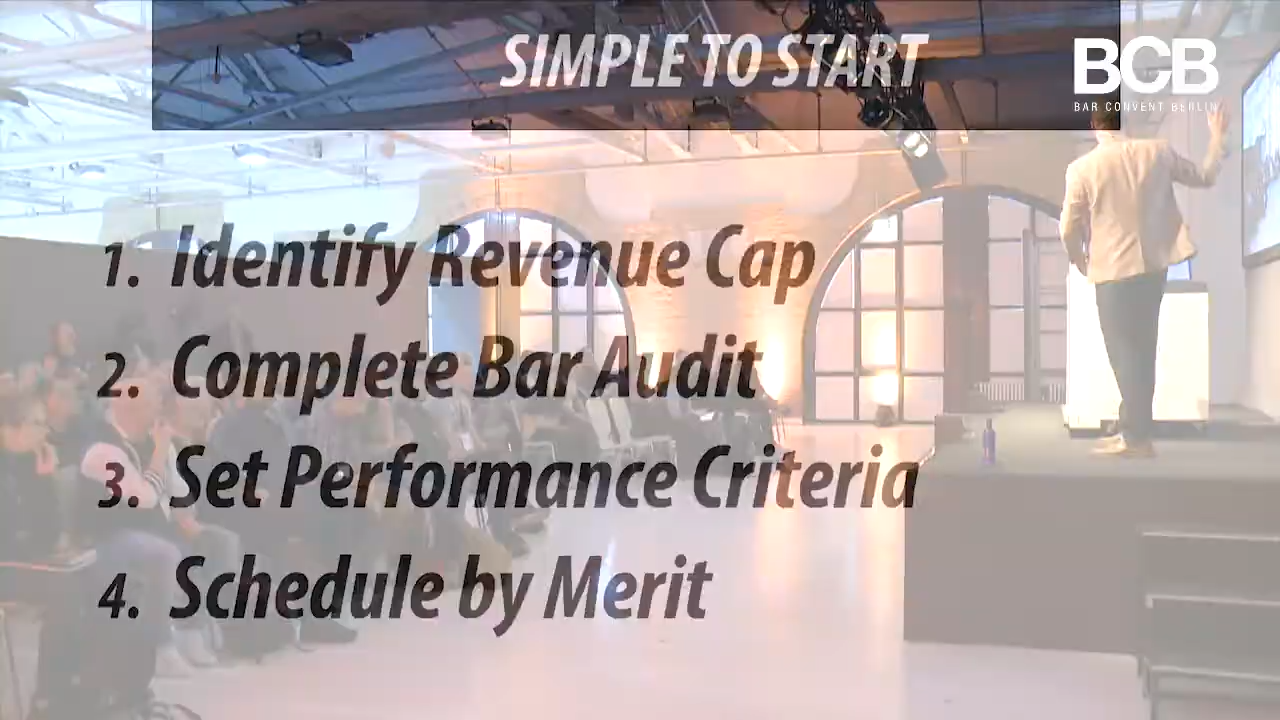 SIMPLE TO START
BCB
BAR CONVENT BERLIN
1. Identify Revenue Cap
2. Complete Bar Audit
3. Set Performance Criteria
4. Schedule by Merit